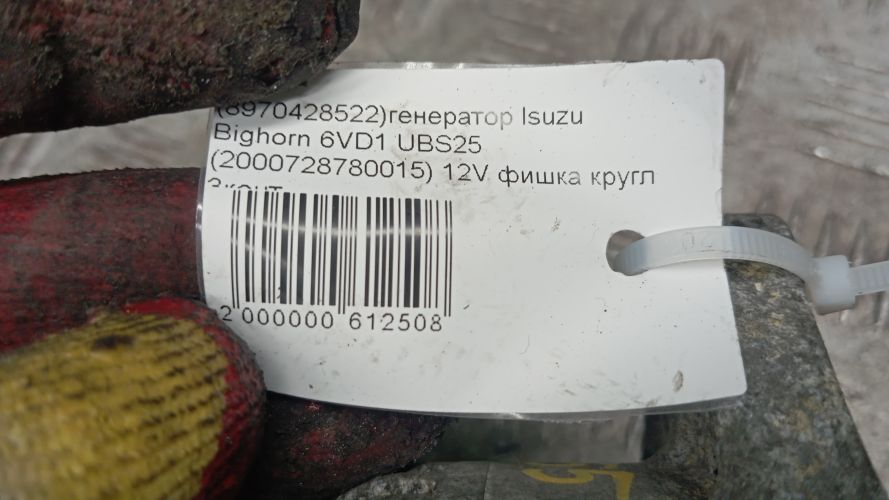 (8970428522)генератор Isuzu
Bighorn 6VD1 UBS25
(2000728780015) 12V фишка кругл
2 000000 612508